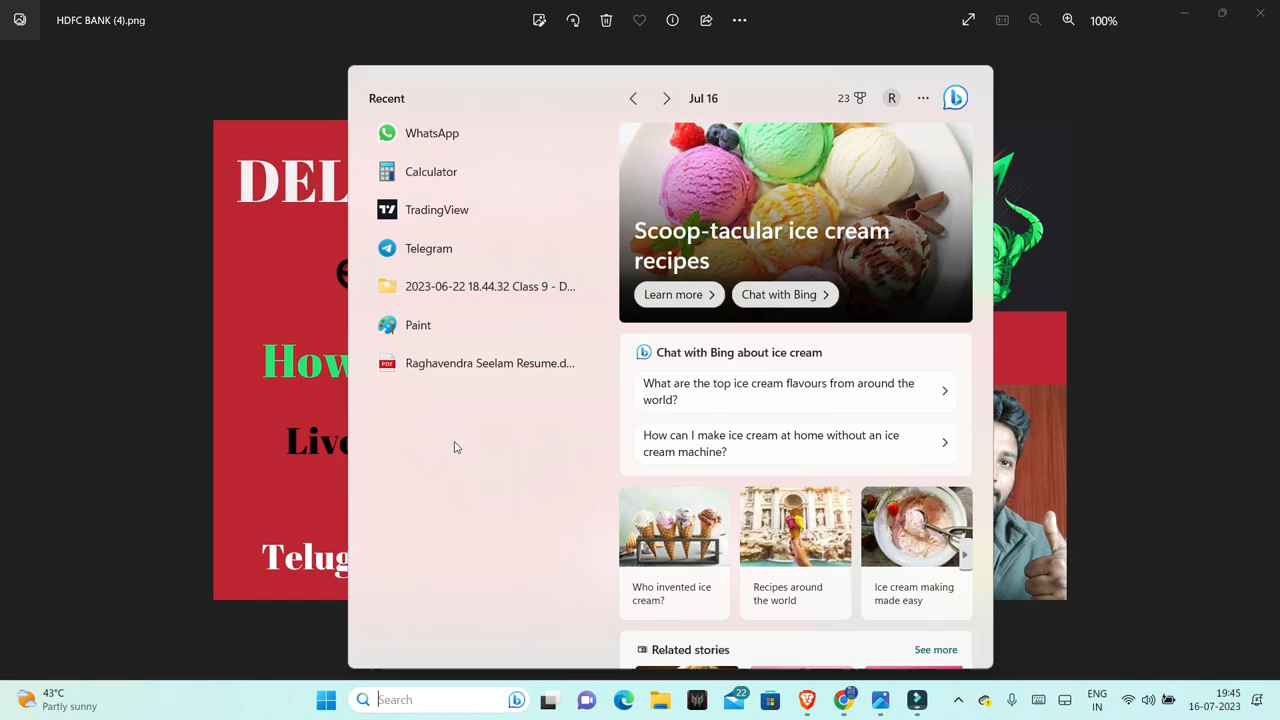 HDFC BANK (4).png
100%
Recent
Jul 16
23
R
WhatsApp
Calculator
TradingView
Telegram
2023-06-22 18.44.32 Class 9 - D...
Paint
Raghavendra Seelam Resume.d...
Scoop-tacular ice cream
recipes
Learn more
Chat with Bing
Chat with Bing about ice cream
What are the top ice cream flavours from around the
world?
How can I make ice cream at home without an ice
cream machine?
Who invented ice
cream?
Recipes around
the world
Ice cream making
made easy
Related stories
See more
DEL
How
Live
Telug
43°C
Partly sunny
Search
22
ENG
IN
19:45
16-07-2023